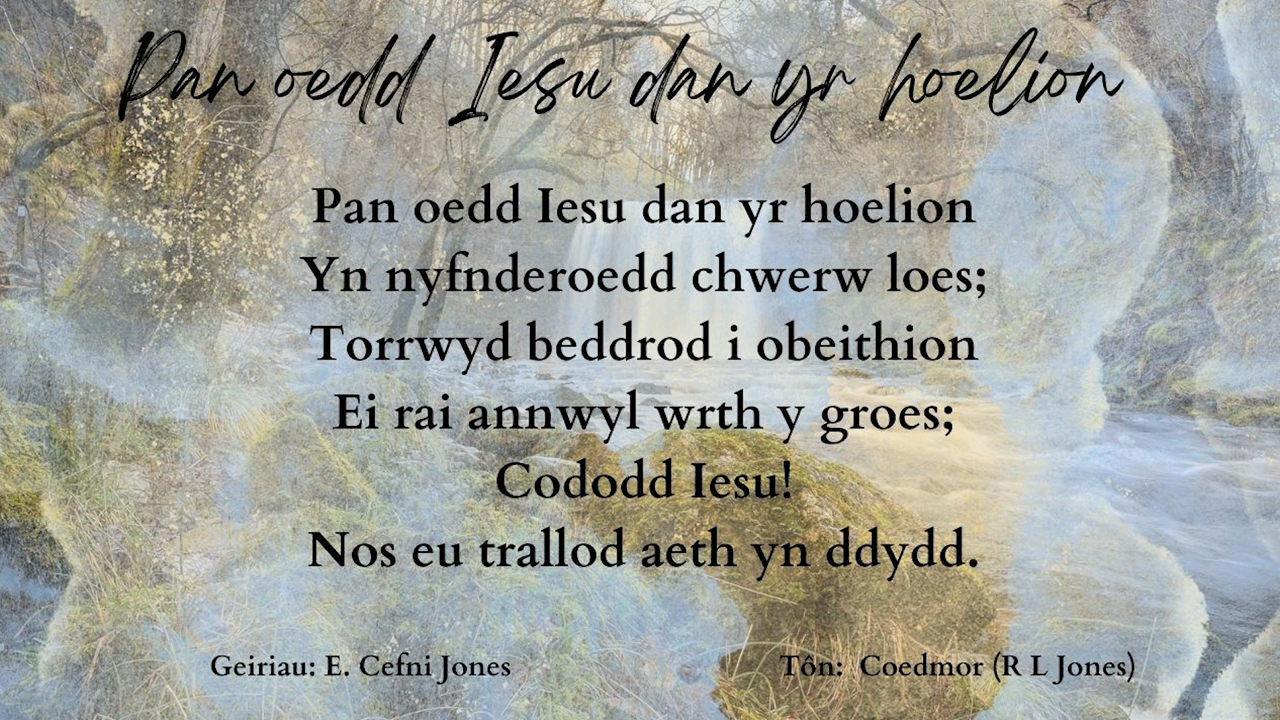 Pan oedd Iesu dan yr hoelion
Pan oedd Iesu dan yr hoelion
Yn nyfnderoedd chwerw loes;
Torrwyd beddrod i obeithion
Ei rai annwyl wrth y groes;
Cododd Iesu!
Nos eu trallod aeth yn ddydd.
Geiriau: E. Cefni Jones
Tôn: Coedmor (R L Jones)